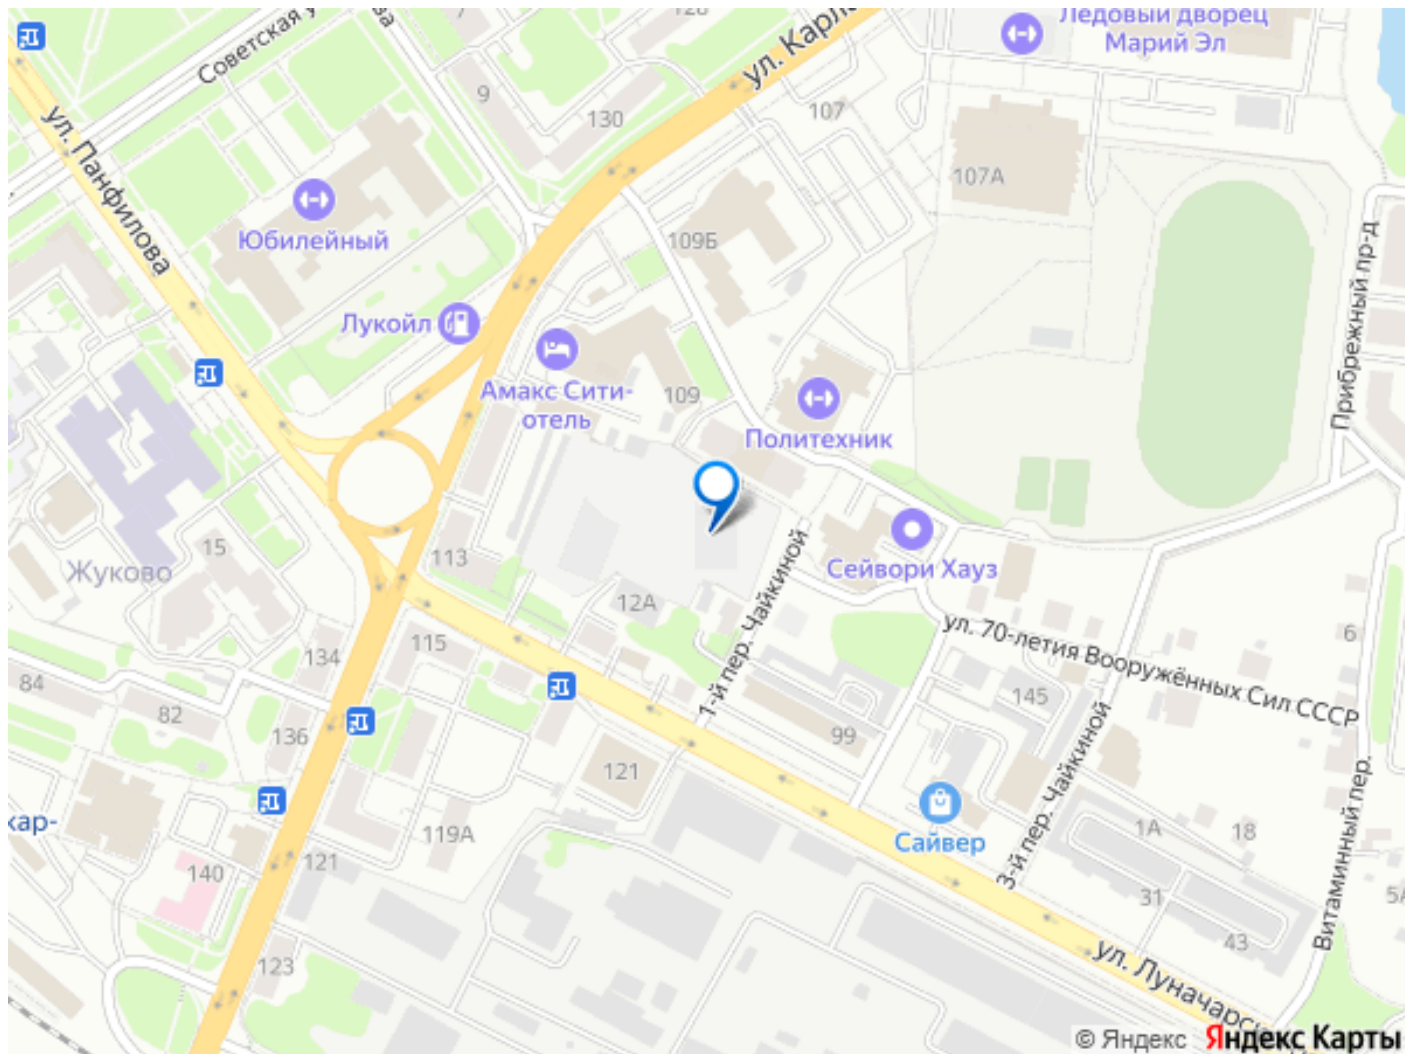 Ледовый дворец
Марий Эл
Советская
9
130
107
ул. Карла
ул. Панфилова
107А
Юбилейный
109Б
Лукойл
Прибрежный пр-д
Амакс Сити-
отель
109
Политехник
15
Жуково
113
Сейвори Хауз
12А
1-й пер. Чайкиной
ул. 70-летия Вооружённых Сил СССР
6
134
115
84
82
136
145
99
121
3-й пер. Чайкиной
Витаминный пер.
Сайвер
119А
1А
18
121
140
31
43
123
ул. Луначарс
© Яндекс
Яндекс Карты